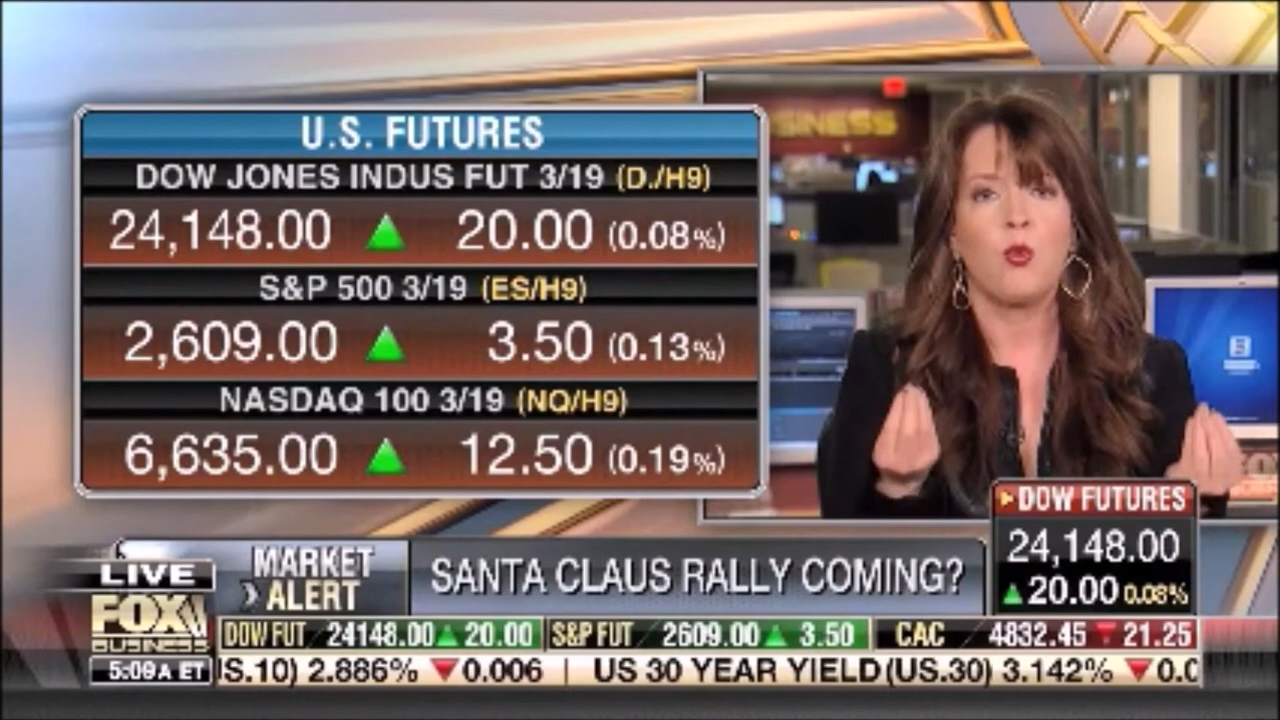 U.S. FUTURES
DOW JONES INDUS FUT 3/19 (D./H9)
24,148.00 ▲ 20.00 (0.08%)
S&P 500 3/19 (ES/H9)
2,609.00 ▲ 3.50 (0.13%)
NASDAQ 100 3/19 (NQ/H9)
6,635.00 ▲ 12.50 (0.19%)
SINESS
DOW FUTURES
24,148.00
▲20.00 0.08%
LIVE
FOX
BUSINESS
5:09A ET
MARKET
ALERT
SANTA CLAUS RALLY COMING?
DOW FUT 24148.00▲20.00 S&P FUT 2609.00▲3.50 CAC 4832.45▼21.25
S.10) 2.886% ▼0.006 | US 30 YEAR YIELD(US.30) 3.142% ▼0.0